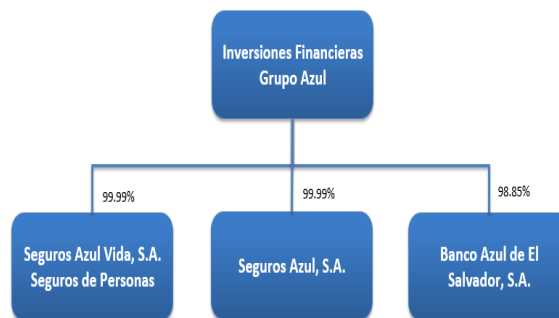 Inversiones Financieras
Grupo Azul
99.99%
99.99%
98.85%
Seguros Azul Vida, S.A.
Seguros de Personas
Seguros Azul, S.A.
Banco Azul de El
Salvador, S.A.